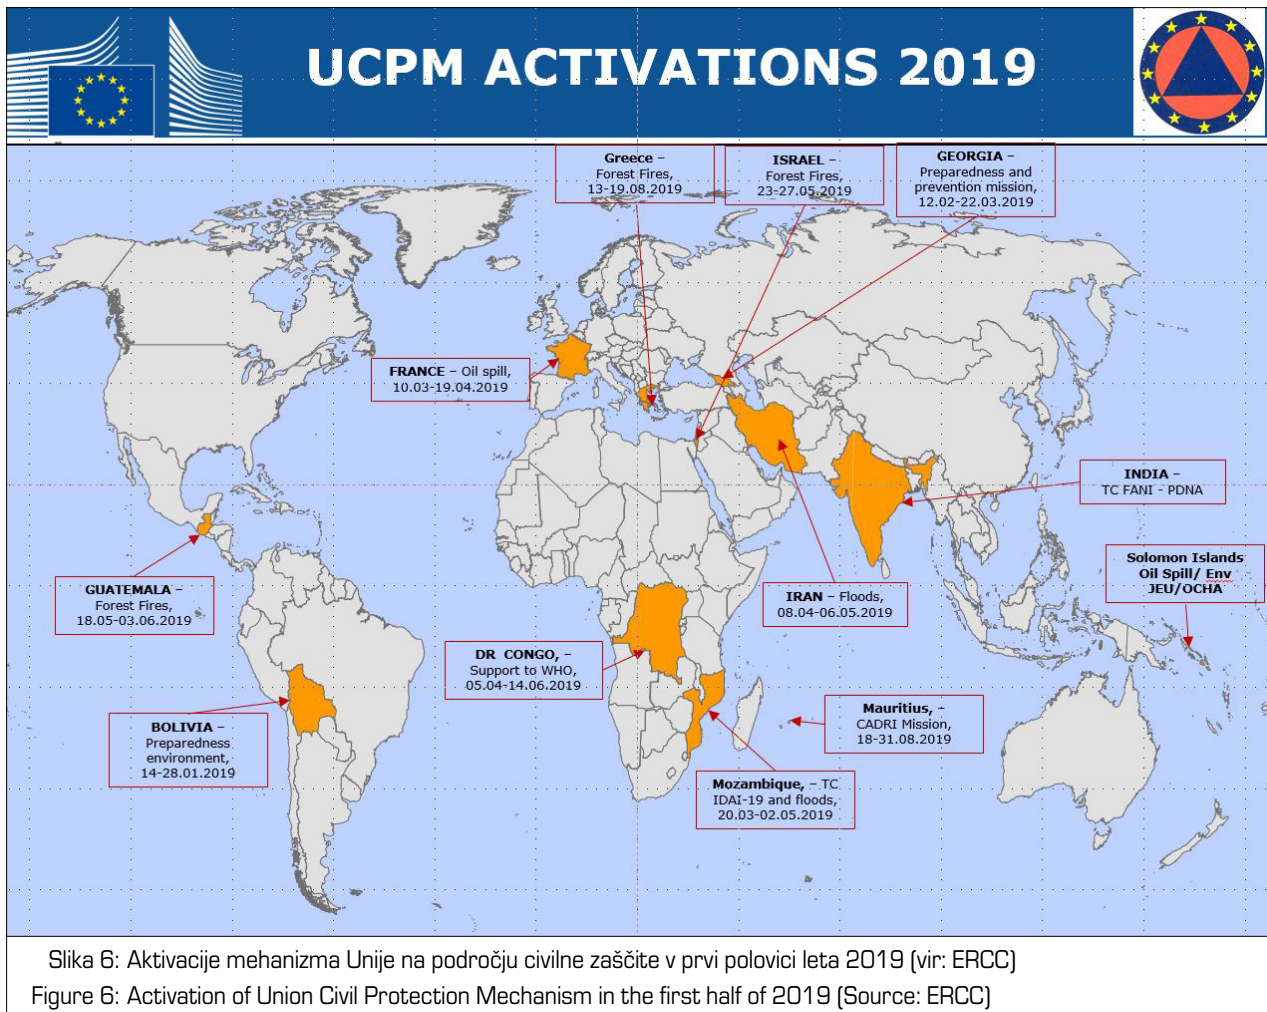 UCPM ACTIVATIONS 2019
Greece –
Forest Fires,
13-19.08.2019
ISRAEL –
Forest Fires,
23-27.05.2019
GEORGIA –
Preparedness and
prevention mission,
12.02-22.03.2019
FRANCE – Oil spill,
10.03-19.04.2019
INDIA –
TC FANI - PDNA
Solomon Islands
Oil Spill/ Env
JEU/OCHA
GUATEMALA –
Forest Fires,
18.05-03.06.2019
IRAN – Floods,
08.04-06.05.2019
DR CONGO, –
Support to WHO,
05.04-14.06.2019
BOLIVIA –
Preparedness
environment,
14-28.01.2019
Mauritius, –
CADRI Mission,
18-31.08.2019
Mozambique, – TC
IDAI-19 and floods,
20.03-02.05.2019
Slika 6: Aktivacije mehanizma Unije na področju civilne zaščite v prvi polovici leta 2019 (vir: ERCC)
Figure 6: Activation of Union Civil Protection Mechanism in the first half of 2019 (Source: ERCC)